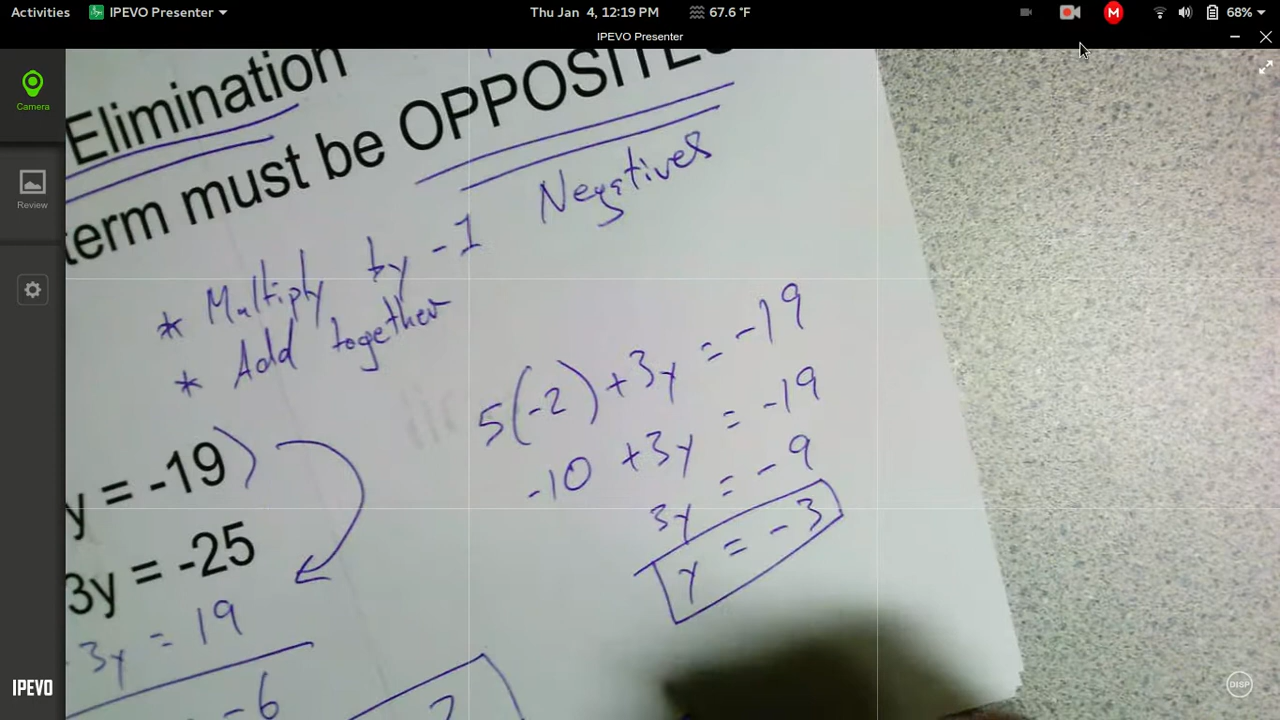 Activities IPEVO Presenter Thu Jan 4, 12:19 PM 67.6 °F M 68%
IPEVO Presenter
Camera
Review
IPEVO
DISP
Elimination
term must be OPPOSITES
Negatives
* Multiply by -1
* Add together
y = -19)
3y = -25
-3y = 19
-6
5(-2) +3y = -19
-10 +3y = -19
3y = -9
y = -3